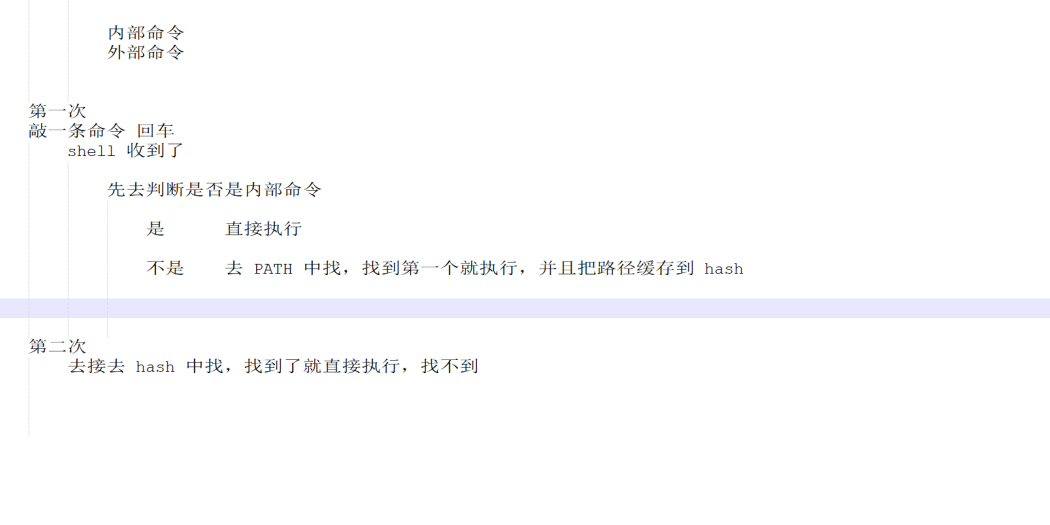 内部命令
外部命令
第一次
敲一条命令 回车
shell 收到了
先去判断是否是内部命令
是 直接执行
不是 去 PATH 中找，找到第一个就执行，并且把路径缓存到 hash
第二次
去接去 hash 中找，找到了就直接执行，找不到